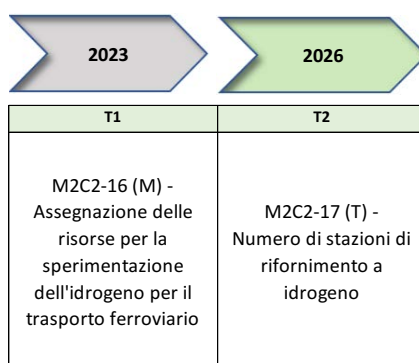 2023
2026
T1
T2
M2C2-16 (M) -
Assegnazione delle
risorse per la
sperimentazione
dell'idrogeno per il
trasporto ferroviario
M2C2-17 (T) -
Numero di stazioni di
rifornimento a
idrogeno